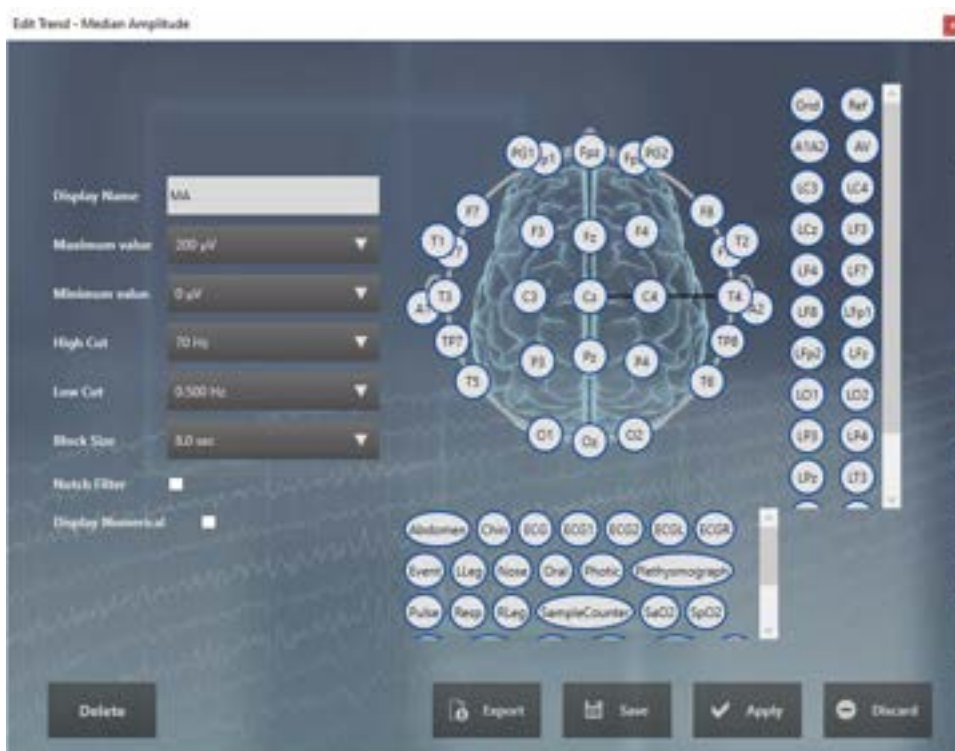 Edit Trend - Median Amplitude
Display Name MA
Maximum value 200 µV
Minimum value 0 µV
High Cut 70 Hz
Low Cut 0.500 Hz
Block Size 8.0 sec
Notch Filter
Display Numerical
PG1 Fpz PG2
F7 F8
T1 F3 Fz F4 T2
A1 T3 C3 Cz C4 T4 A2
TP7 P3 Pz P4 TP8
T5 T6
O1 Oz O2
Gnd Ref
A1A2 AV
LC3 LC4
LCz LF3
LF4 LF7
LF8 LFp1
LFp2 LFz
LO1 LO2
LP3 LP4
LPz LT3
Abdomen Chin ECG ECG1 ECG2 ECGL ECGR
Event LLeg Nose Oral Photic Plethysmograph
Pulse Resp RLeg SampleCounter SaO2 SpO2
Delete Export Save Apply Discard